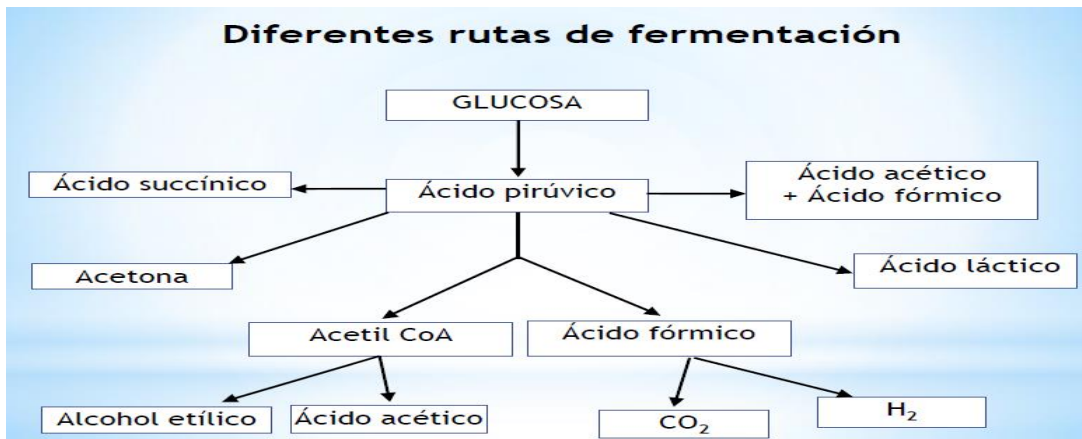 Diferentes rutas de fermentación
GLUCOSA
Ácido succínico
Ácido pirúvico
Ácido acético
+ Ácido fórmico
Acetona
Ácido láctico
Acetil CoA
Ácido fórmico
Alcohol etílico
Ácido acético
CO₂
H₂